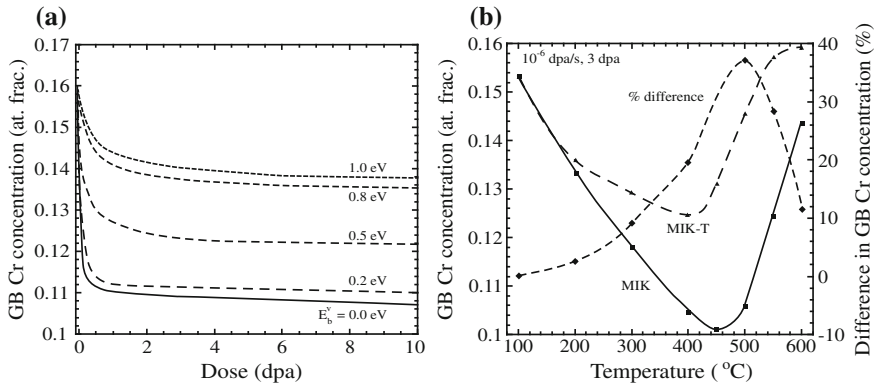 (a)
GB Cr concentration (at. frac.)
0.17
0.16
0.15
0.14
0.13
0.12
0.11
0.1
1.0 eV
0.8 eV
0.5 eV
0.2 eV
E_b^v = 0.0 eV
0 2 4 6 8 10
Dose (dpa)
(b)
GB Cr concentration (at. frac.)
0.16
0.15
0.14
0.13
0.12
0.11
0.1
10^-6 dpa/s, 3 dpa
% difference
MIK-T
MIK
40
30
20
10
0
-10
Difference in GB Cr concentration (%)
100 200 300 400 500 600
Temperature ( °C)